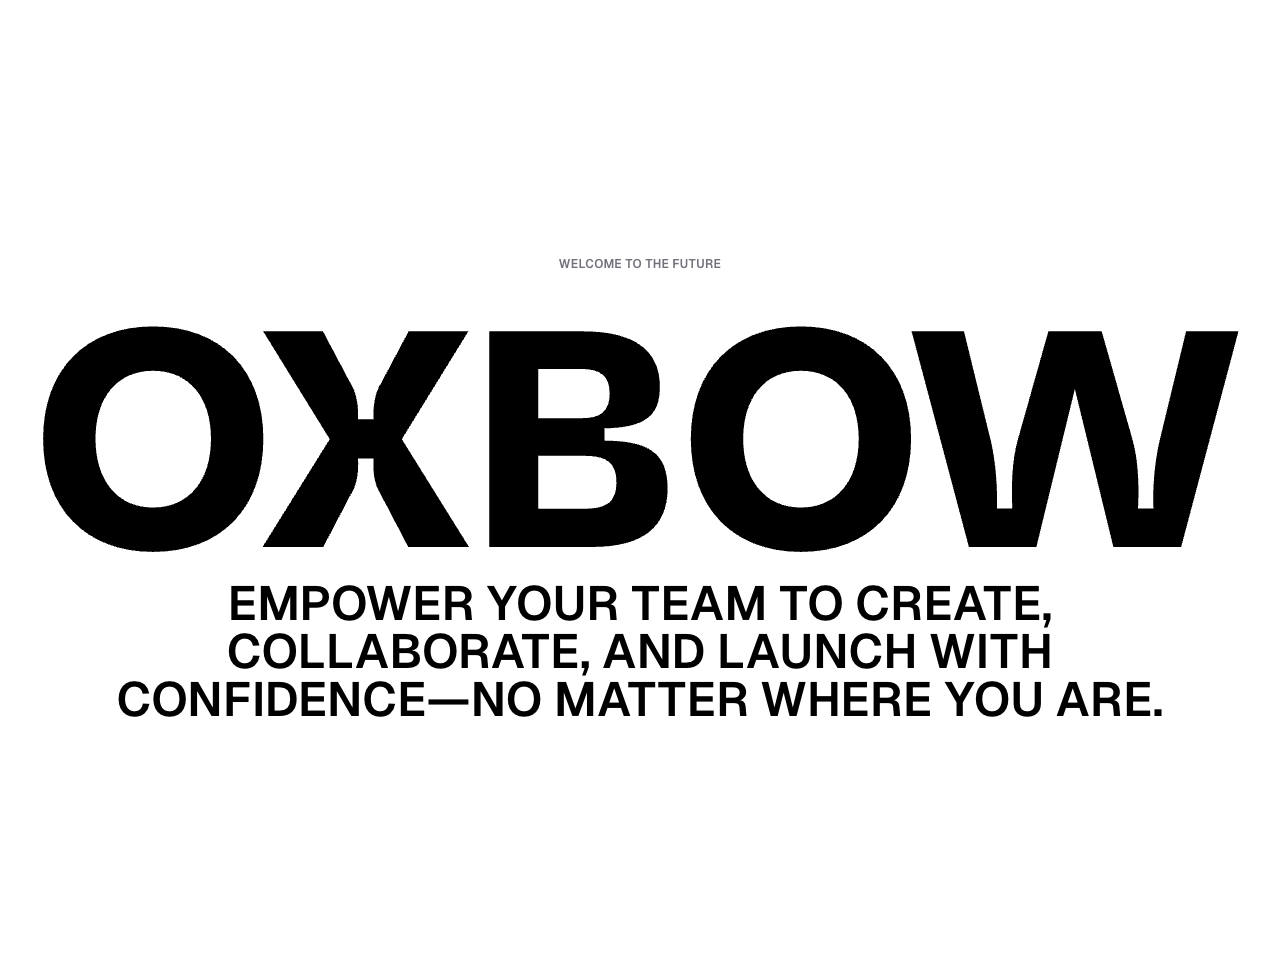 WELCOME TO THE FUTURE
OXBOW
EMPOWER YOUR TEAM TO CREATE,
COLLABORATE, AND LAUNCH WITH
CONFIDENCE—NO MATTER WHERE YOU ARE.